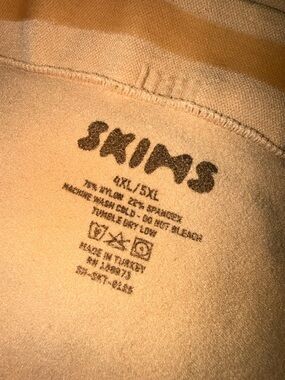 SKIMS
4XL/5XL
78% NYLON 22% SPANDEX
MACHINE WASH COLD - DO NOT BLEACH
TUMBLE DRY LOW
MADE IN TURKEY
RN